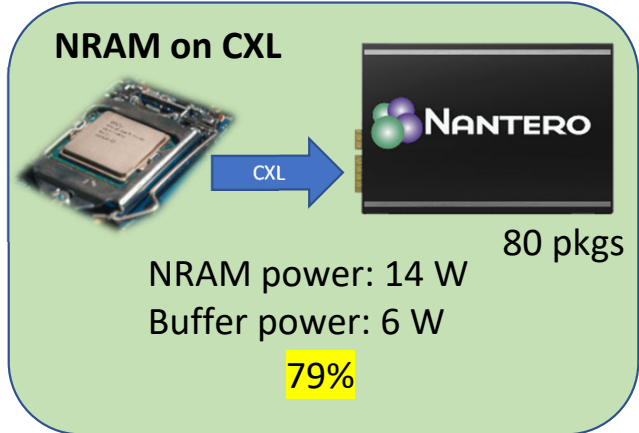 NRAM on CXL
CXL
NANTERO
80 pkgs
NRAM power: 14 W
Buffer power: 6 W
79%